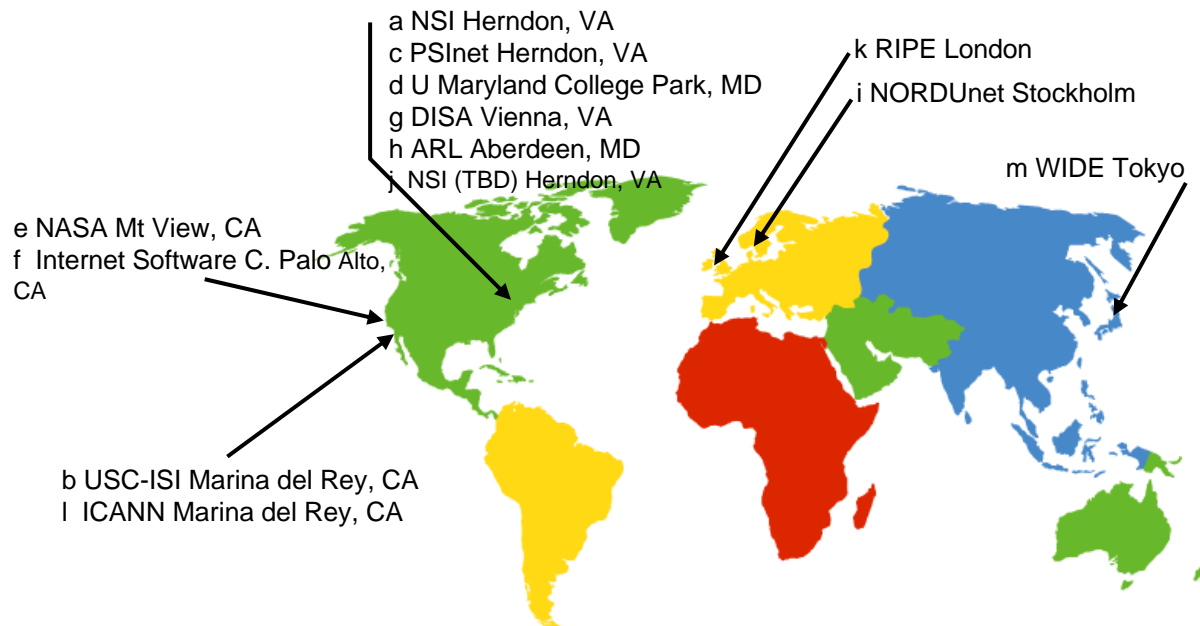 a NSI Herndon, VA
c PSInet Herndon, VA
d U Maryland College Park, MD
g DISA Vienna, VA
h ARL Aberdeen, MD
j NSI (TBD) Herndon, VA
k RIPE London
i NORDUnet Stockholm
m WIDE Tokyo
e NASA Mt View, CA
f Internet Software C. Palo Alto,
CA
b USC-ISI Marina del Rey, CA
l ICANN Marina del Rey, CA